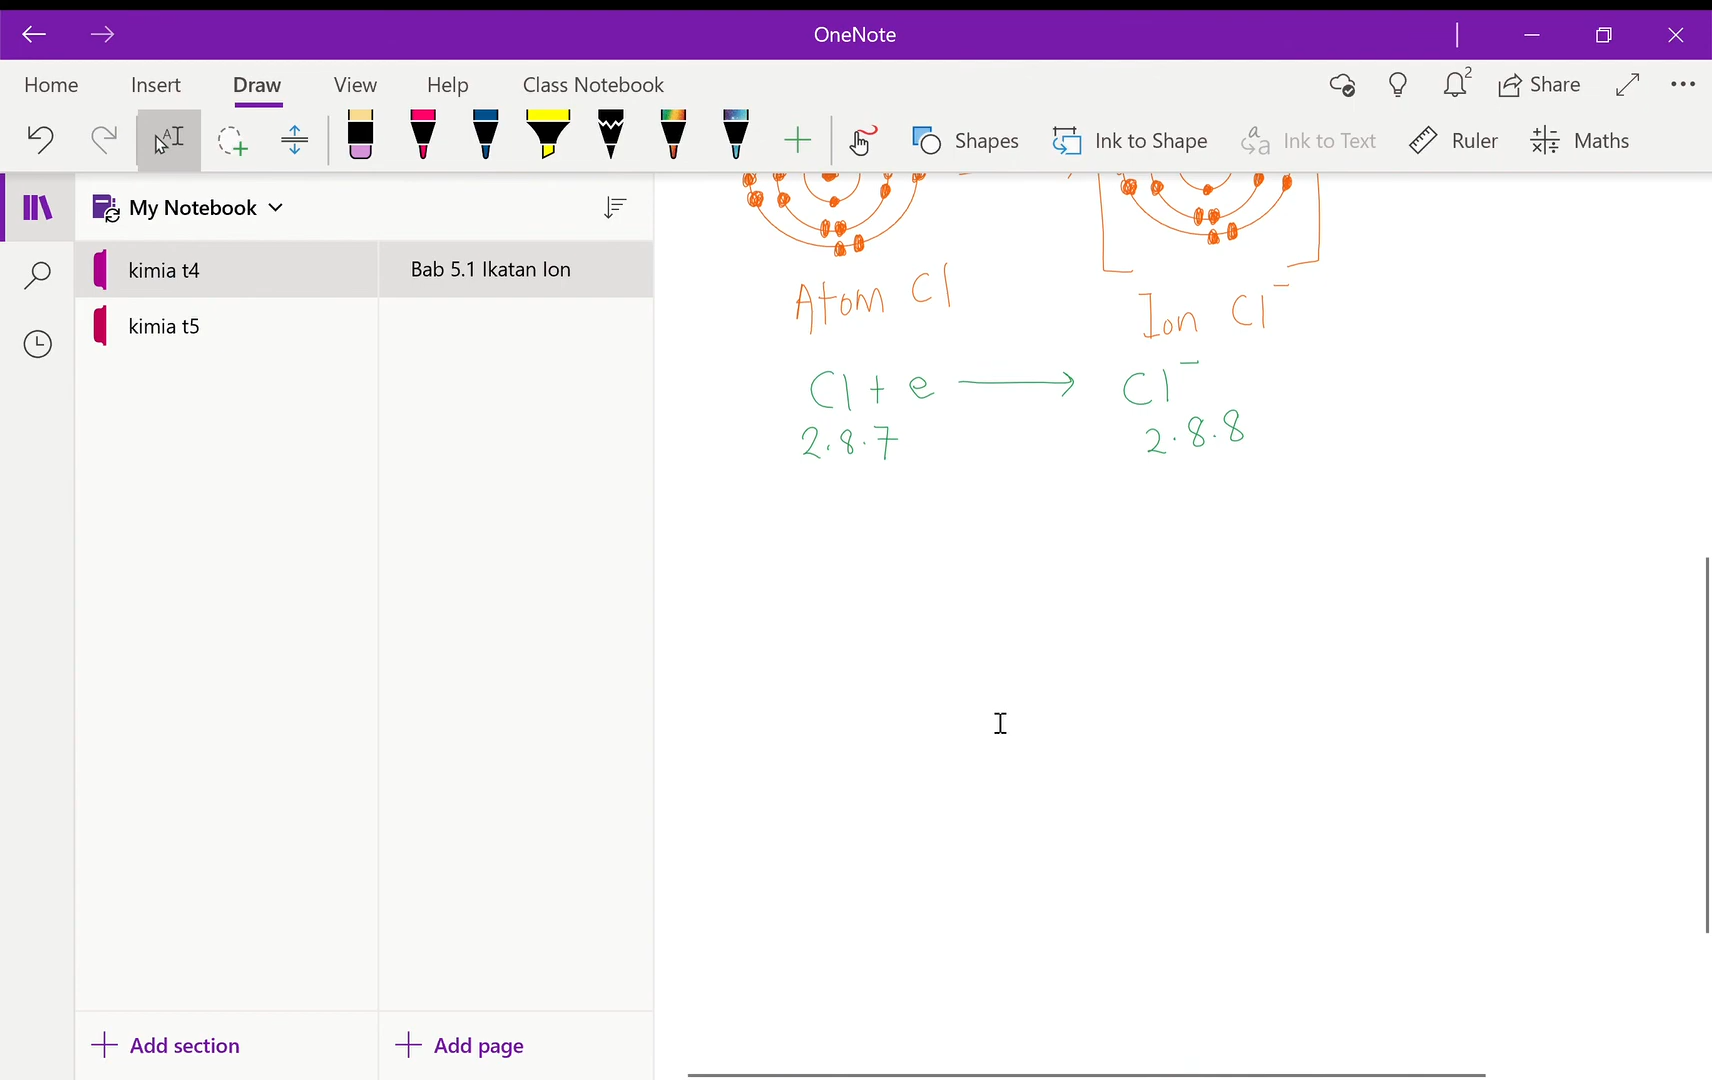 OneNote
Home Insert Draw View Help Class Notebook 2 Share
Shapes Ink to Shape Ink to Text Ruler Maths
My Notebook
kimia t4
Bab 5.1 Ikatan Ion
kimia t5
Atom Cl
Ion Cl⁻
Cl + e ⟶ Cl⁻
2.8.7 2.8.8
Add section
Add page